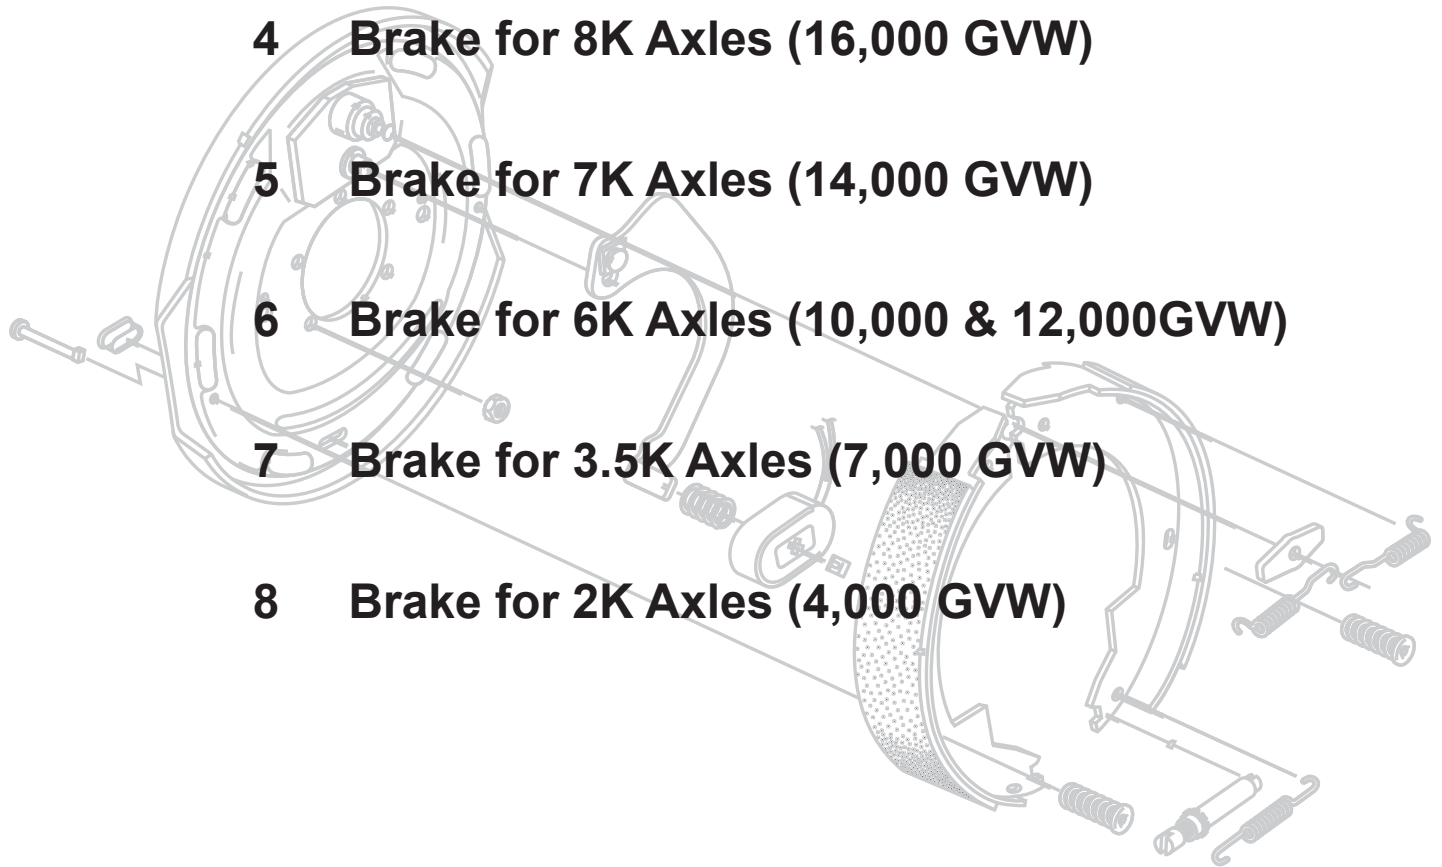 4 Brake for 8K Axles (16,000 GVW)
5 Brake for 7K Axles (14,000 GVW)
6 Brake for 6K Axles (10,000 & 12,000GVW)
7 Brake for 3.5K Axles (7,000 GVW)
8 Brake for 2K Axles (4,000 GVW)